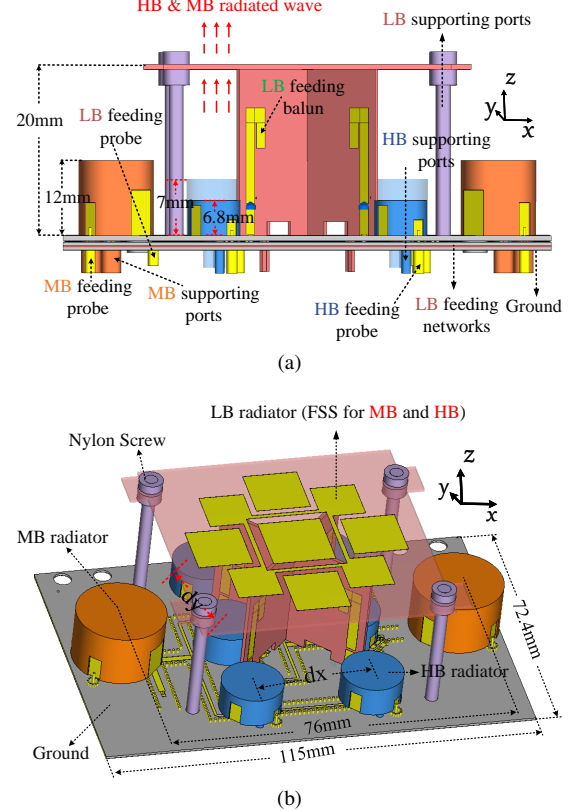 HB & MB radiated wave
LB supporting ports
LB feeding
balun
z
y
x
20mm
LB feeding
probe
HB supporting
ports
12mm
7mm
6.8mm
MB feeding
probe
MB supporting
ports
HB feeding
probe
LB feeding
networks
Ground
(a)
LB radiator (FSS for MB and HB)
Nylon Screw
z
y
x
MB radiator
dy
72.4mm
dx
HB radiator
76mm
Ground
115mm
(b)